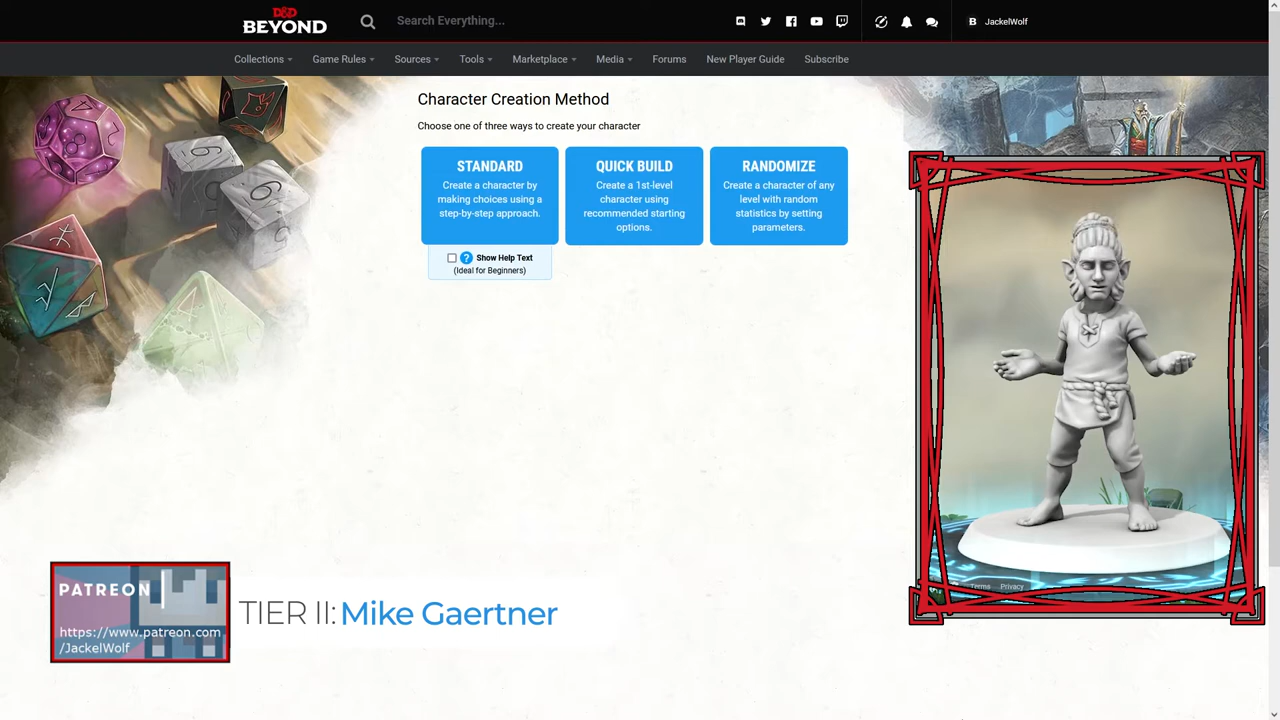 D&D
BEYOND
Search Everything...
B JackelWolf
Collections
Game Rules
Sources
Tools
Marketplace
Media
Forums
New Player Guide
Subscribe
Character Creation Method
Choose one of three ways to create your character
STANDARD
Create a character by
making choices using a
step-by-step approach.
? Show Help Text
(Ideal for Beginners)
QUICK BUILD
Create a 1st-level
character using
recommended starting
options.
RANDOMIZE
Create a character of any
level with random
statistics by setting
parameters.
Terms Privacy
PATREON
https://www.patreon.com
/JackelWolf
TIER II: Mike Gaertner